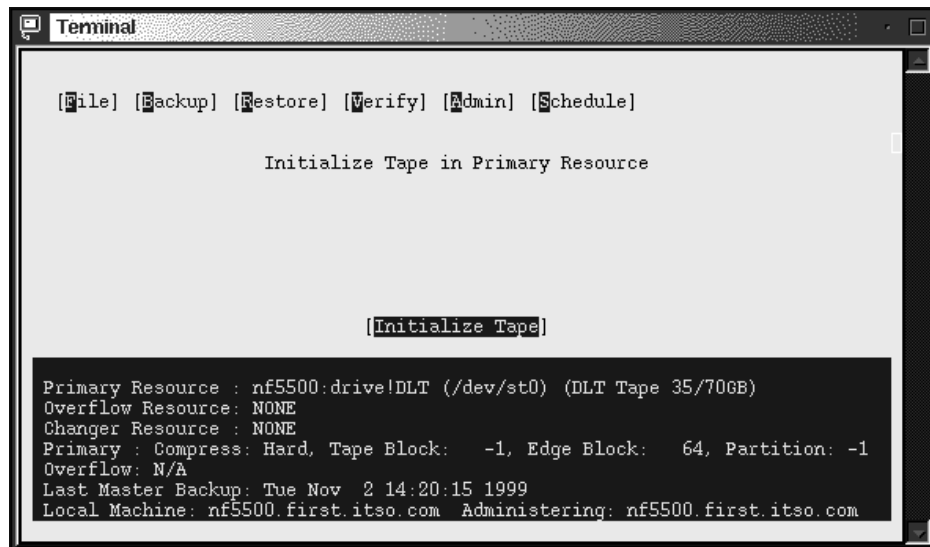 Terminal
[File] [Backup] [Restore] [Verify] [Admin] [Schedule]
Initialize Tape in Primary Resource
[Initialize Tape]
Primary Resource : nf5500:drive!DLT (/dev/st0) (DLT Tape 35/70GB)
Overflow Resource: NONE
Changer Resource : NONE
Primary : Compress: Hard, Tape Block:   -1, Edge Block:   64, Partition: -1
Overflow: N/A
Last Master Backup: Tue Nov  2 14:20:15 1999
Local Machine: nf5500.first.itso.com  Administering: nf5500.first.itso.com